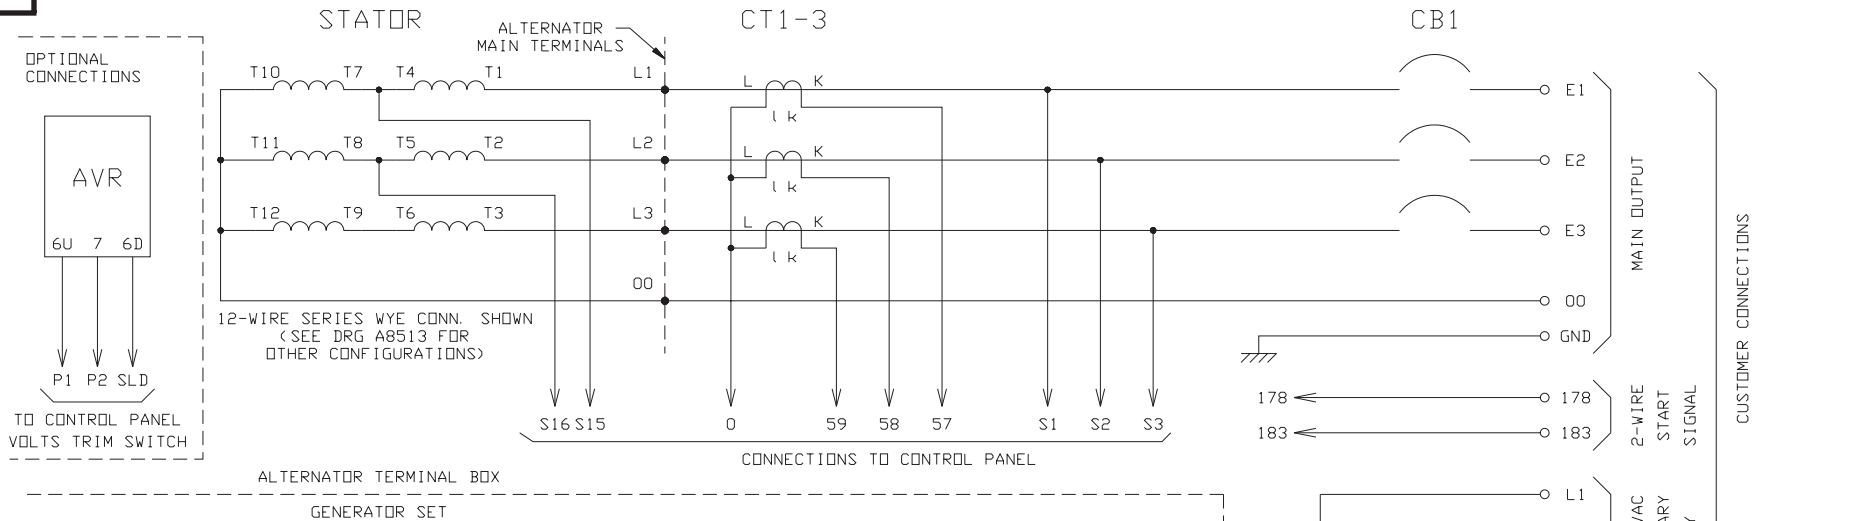 STATOR
CT1-3
CB1
ALTERNATOR
MAIN TERMINALS
OPTIONAL
CONNECTIONS
T10 T7 T4 T1 L1 L K E1
l k
T11 T8 T5 T2 L2 L K E2
l k
AVR
T12 T9 T6 T3 L3 L K E3
l k
6U 7 6D
MAIN OUTPUT
CUSTOMER CONNECTIONS
00 00
12-WIRE SERIES WYE CONN. SHOWN
(SEE DRG A8513 FOR
OTHER CONFIGURATIONS)
GND
P1 P2 SLD
TO CONTROL PANEL
VOLTS TRIM SWITCH
S16 S15 0 59 58 57 S1 S2 S3
CONNECTIONS TO CONTROL PANEL
178 178
183 183
2-WIRE
START
SIGNAL
ALTERNATOR TERMINAL BOX
GENERATOR SET
L1
VAC
ARY
Y